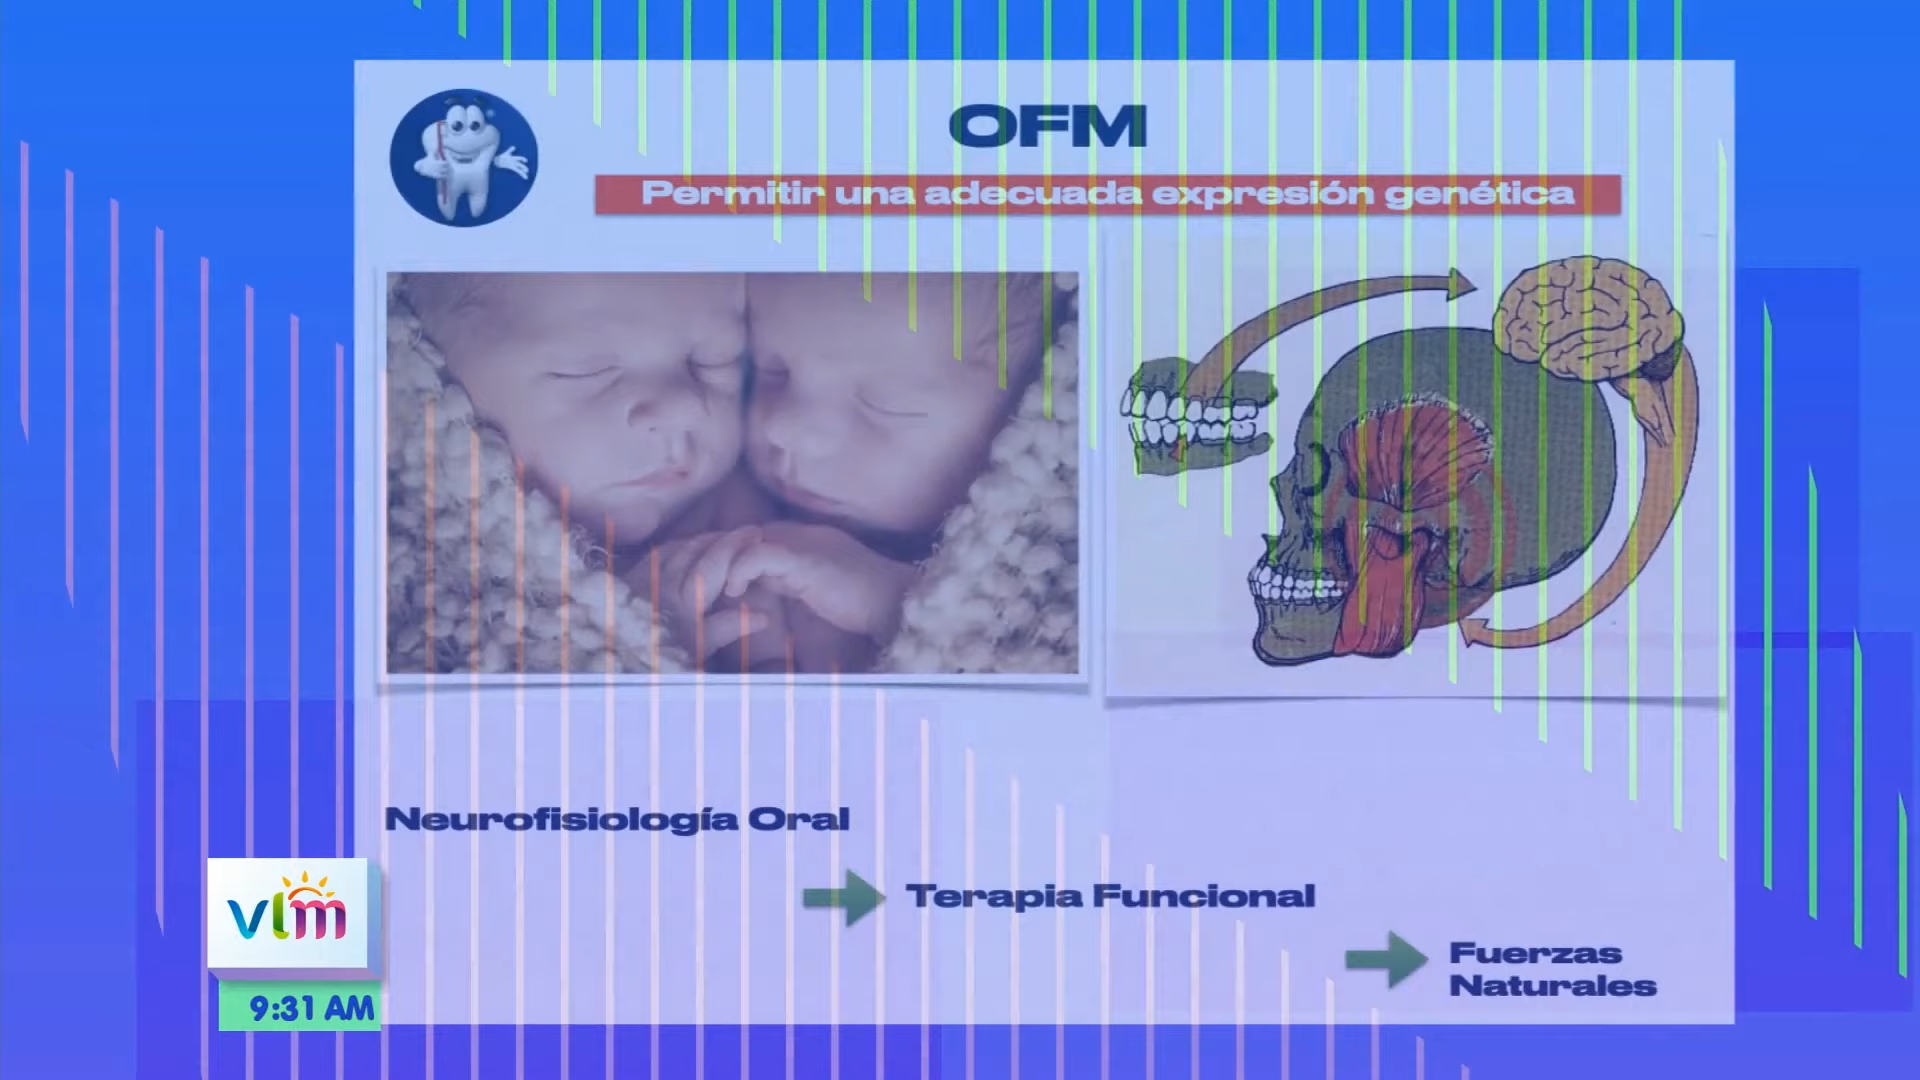 OFM
Permitir una adecuada expresión genética
Neurofisiología Oral
Terapia Funcional
Fuerzas
Naturales
vlm
9:31 AM